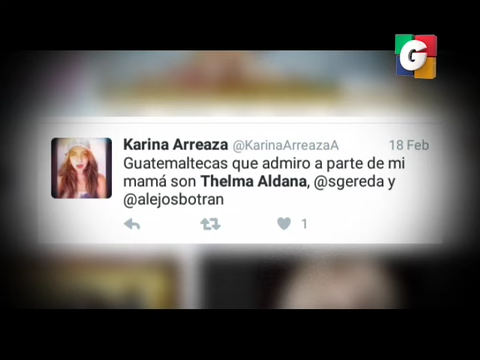 G
Karina Arreaza @KarinaArreazaA 18 Feb
Guatemaltecas que admiro a parte de mi
mamá son Thelma Aldana, @sgereda y
@alejosbotran
1